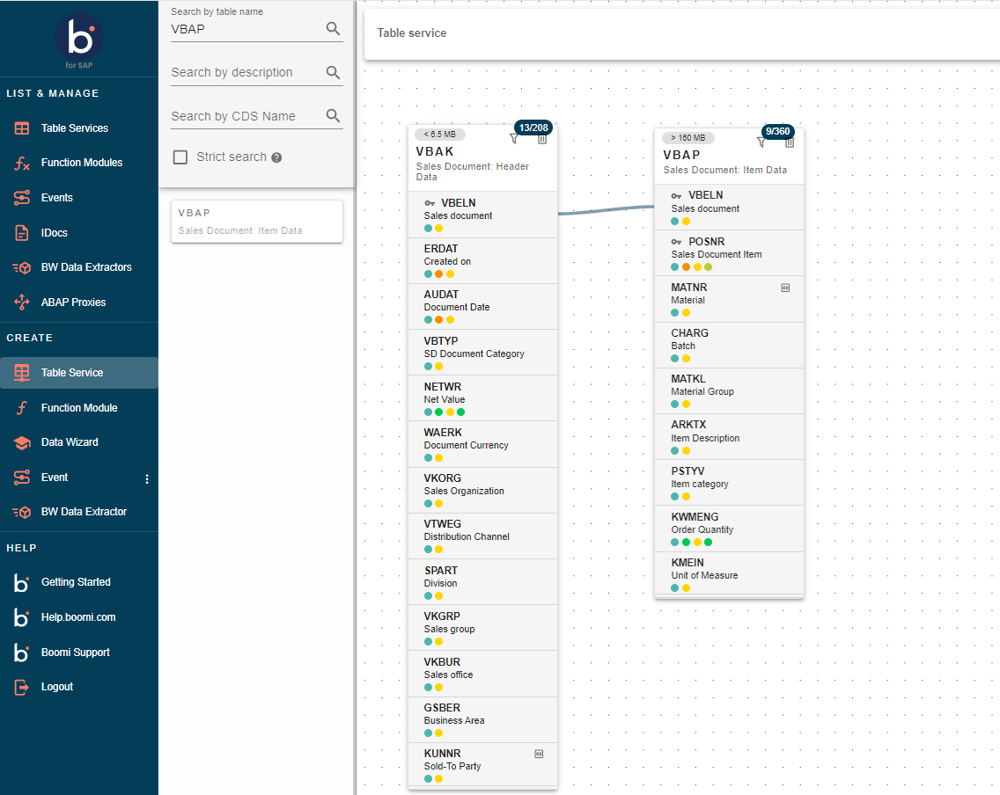 b
for SAP
LIST & MANAGE
Table Services
Function Modules
Events
IDocs
BW Data Extractors
ABAP Proxies
CREATE
Table Service
Function Module
Data Wizard
Event
BW Data Extractor
HELP
Getting Started
Help.boomi.com
Boomi Support
Logout
Search by table name
VBAP
Search by description
Search by CDS Name
Strict search
VBAP
Sales Document: Item Data
Table service
< 6.5 MB
13/208
VBAK
Sales Document: Header
Data
VBELN
Sales document
ERDAT
Created on
AUDAT
Document Date
VBTYP
SD Document Category
NETWR
Net Value
WAERK
Document Currency
VKORG
Sales Organization
VTWEG
Distribution Channel
SPART
Division
VKGRP
Sales group
VKBUR
Sales office
GSBER
Business Area
KUNNR
Sold-To Party
> 160 MB
9/360
VBAP
Sales Document: Item Data
VBELN
Sales document
POSNR
Sales Document Item
MATNR
Material
CHARG
Batch
MATKL
Material Group
ARKTX
Item Description
PSTYV
Item category
KWMENG
Order Quantity
KMEIN
Unit of Measure